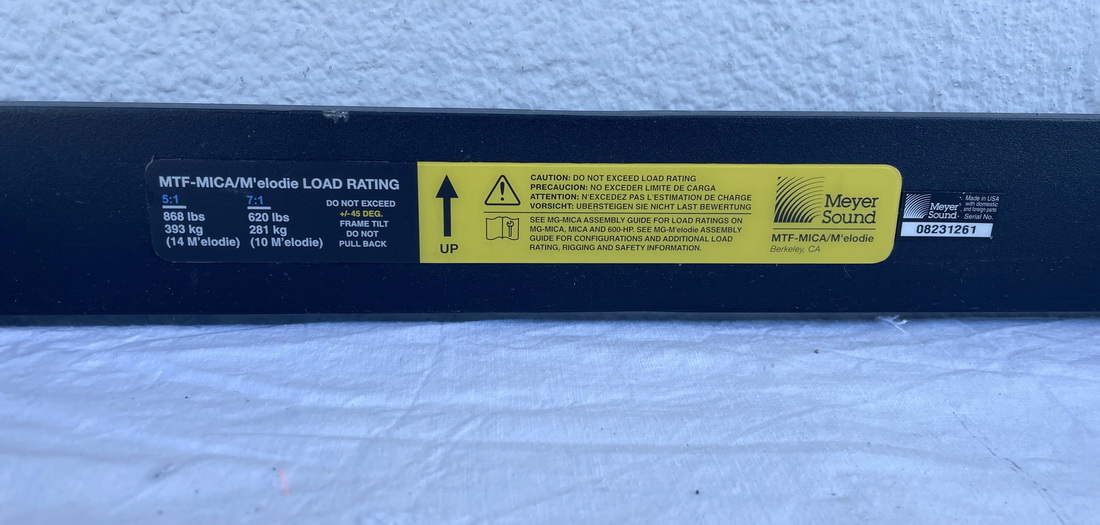 MTF-MICA/M'elodie LOAD RATING
5:1
868 lbs
393 kg
(14 M'elodie)
7:1
620 lbs
281 kg
(10 M'elodie)
DO NOT EXCEED
+/-45 DEG.
FRAME TILT
DO NOT
PULL BACK
UP
CAUTION: DO NOT EXCEED LOAD RATING
PRECAUCION: NO EXCEDER LIMITE DE CARGA
ATTENTION: N'EXCEDEZ PAS L'ESTIMATION DE CHARGE
VORSICHT: UBERSTEIGEN SIE NICHT LAST BEWERTUNG
SEE MG-MICA ASSEMBLY GUIDE FOR LOAD RATINGS ON
MG-MICA, MICA AND 600-HP. SEE MG-M'elodie ASSEMBLY
GUIDE FOR CONFIGURATIONS AND ADDITIONAL LOAD
RATING, RIGGING AND SAFETY INFORMATION.
Meyer
Sound
MTF-MICA/M'elodie
Berkeley, CA
Meyer
Sound
Made in USA
with domestic
and foreign parts
Serial No.
08231261